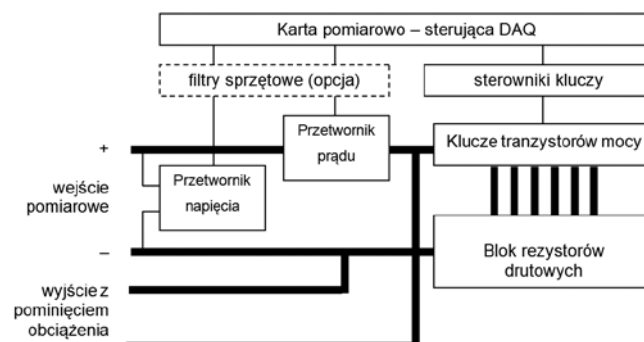 Karta pomiarowo – sterująca DAQ
filtry sprzętowe (opcja)
sterowniki kluczy
Przetwornik
prądu
Klucze tranzystorów mocy
+
Przetwornik
napięcia
wejście
pomiarowe
–
Blok rezystorów
drutowych
wyjście z
pominięciem
obciążenia